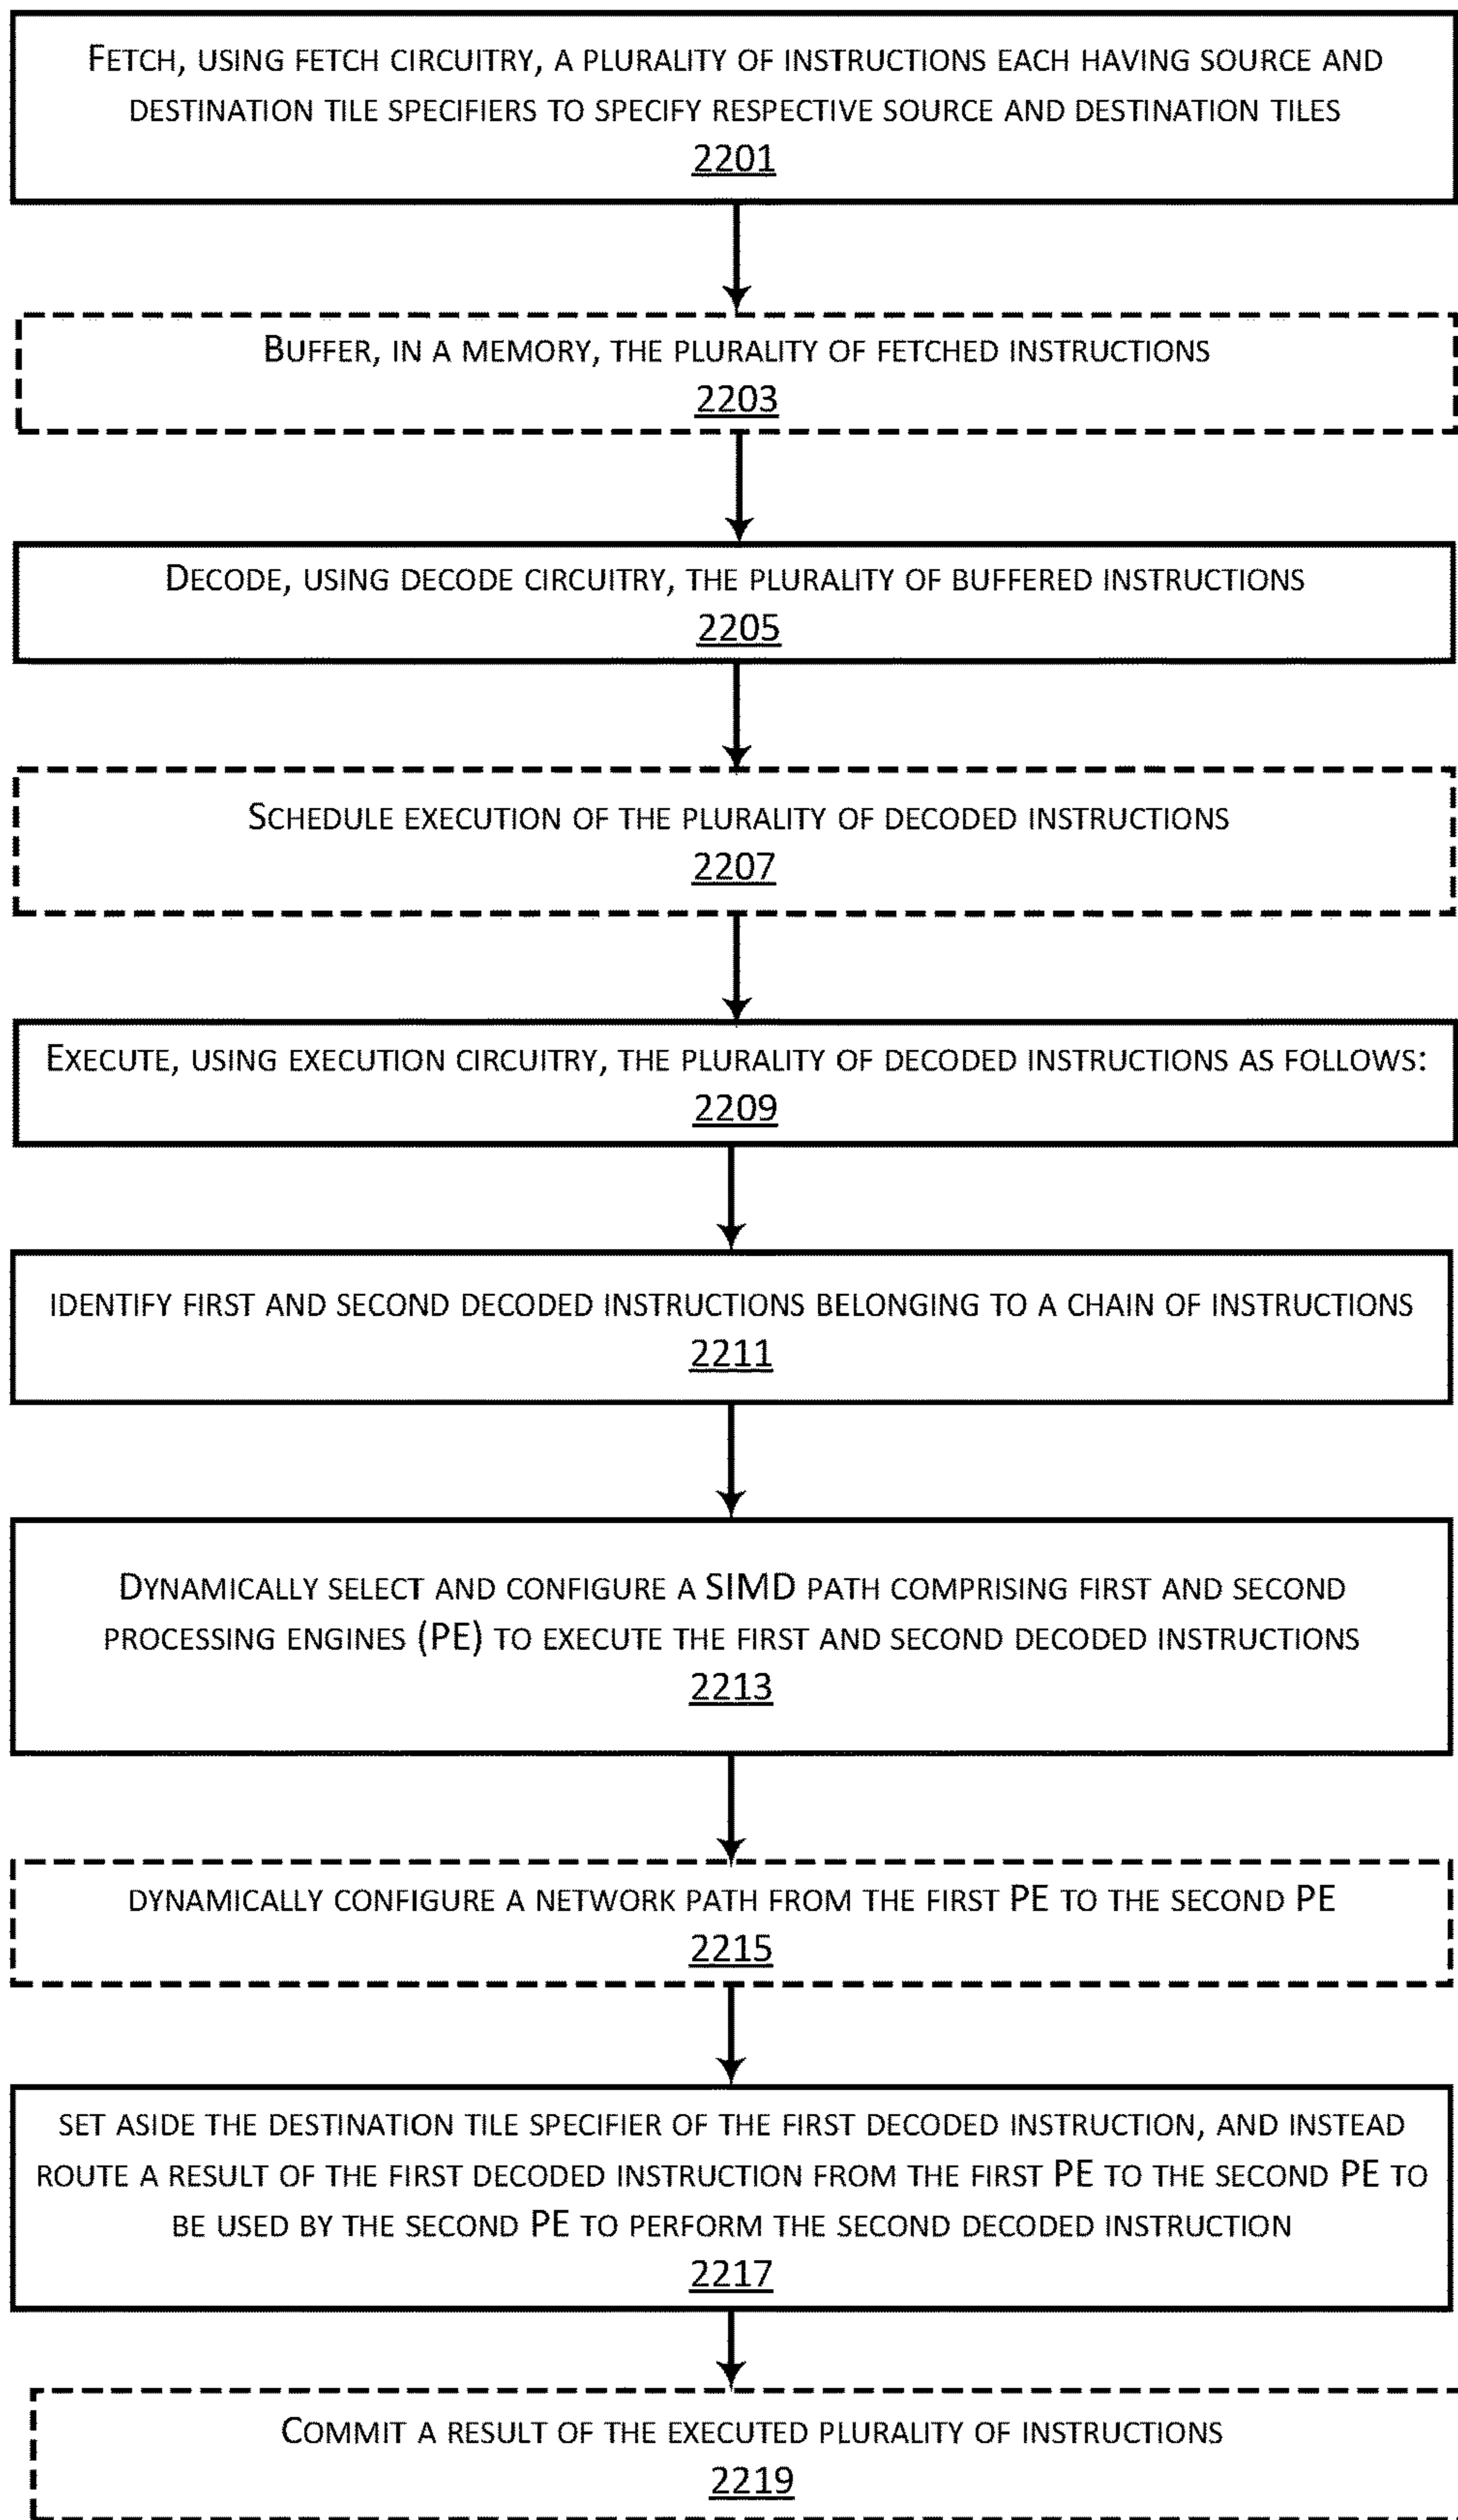 FETCH, USING FETCH CIRCUITRY, A PLURALITY OF INSTRUCTIONS EACH HAVING SOURCE AND
DESTINATION TILE SPECIFIERS TO SPECIFY RESPECTIVE SOURCE AND DESTINATION TILES
2201
BUFFER, IN A MEMORY, THE PLURALITY OF FETCHED INSTRUCTIONS
2203
DECODE, USING DECODE CIRCUITRY, THE PLURALITY OF BUFFERED INSTRUCTIONS
2205
SCHEDULE EXECUTION OF THE PLURALITY OF DECODED INSTRUCTIONS
2207
EXECUTE, USING EXECUTION CIRCUITRY, THE PLURALITY OF DECODED INSTRUCTIONS AS FOLLOWS:
2209
IDENTIFY FIRST AND SECOND DECODED INSTRUCTIONS BELONGING TO A CHAIN OF INSTRUCTIONS
2211
DYNAMICALLY SELECT AND CONFIGURE A SIMD PATH COMPRISING FIRST AND SECOND
PROCESSING ENGINES (PE) TO EXECUTE THE FIRST AND SECOND DECODED INSTRUCTIONS
2213
DYNAMICALLY CONFIGURE A NETWORK PATH FROM THE FIRST PE TO THE SECOND PE
2215
SET ASIDE THE DESTINATION TILE SPECIFIER OF THE FIRST DECODED INSTRUCTION, AND INSTEAD
ROUTE A RESULT OF THE FIRST DECODED INSTRUCTION FROM THE FIRST PE TO THE SECOND PE TO
BE USED BY THE SECOND PE TO PERFORM THE SECOND DECODED INSTRUCTION
2217
COMMIT A RESULT OF THE EXECUTED PLURALITY OF INSTRUCTIONS
2219